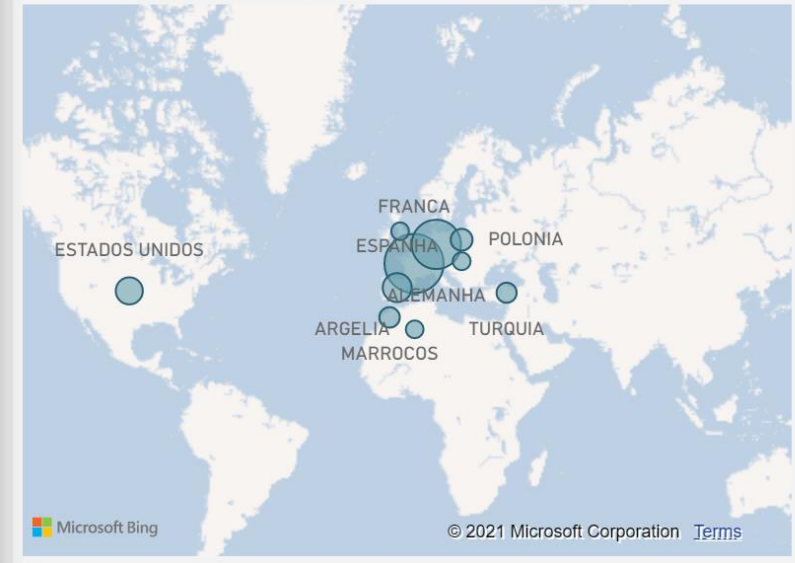 FRANCA
ESPANHA
POLONIA
ESTADOS UNIDOS
ALEMANHA
ARGELIA
TURQUIA
MARROCOS
Microsoft Bing
© 2021 Microsoft Corporation Terms